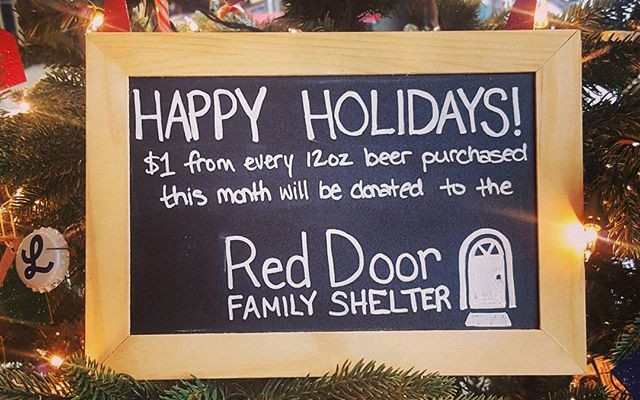 HAPPY HOLIDAYS!
$1 from every 12oz beer purchased
this month will be donated to the
Red Door
FAMILY SHELTER
L